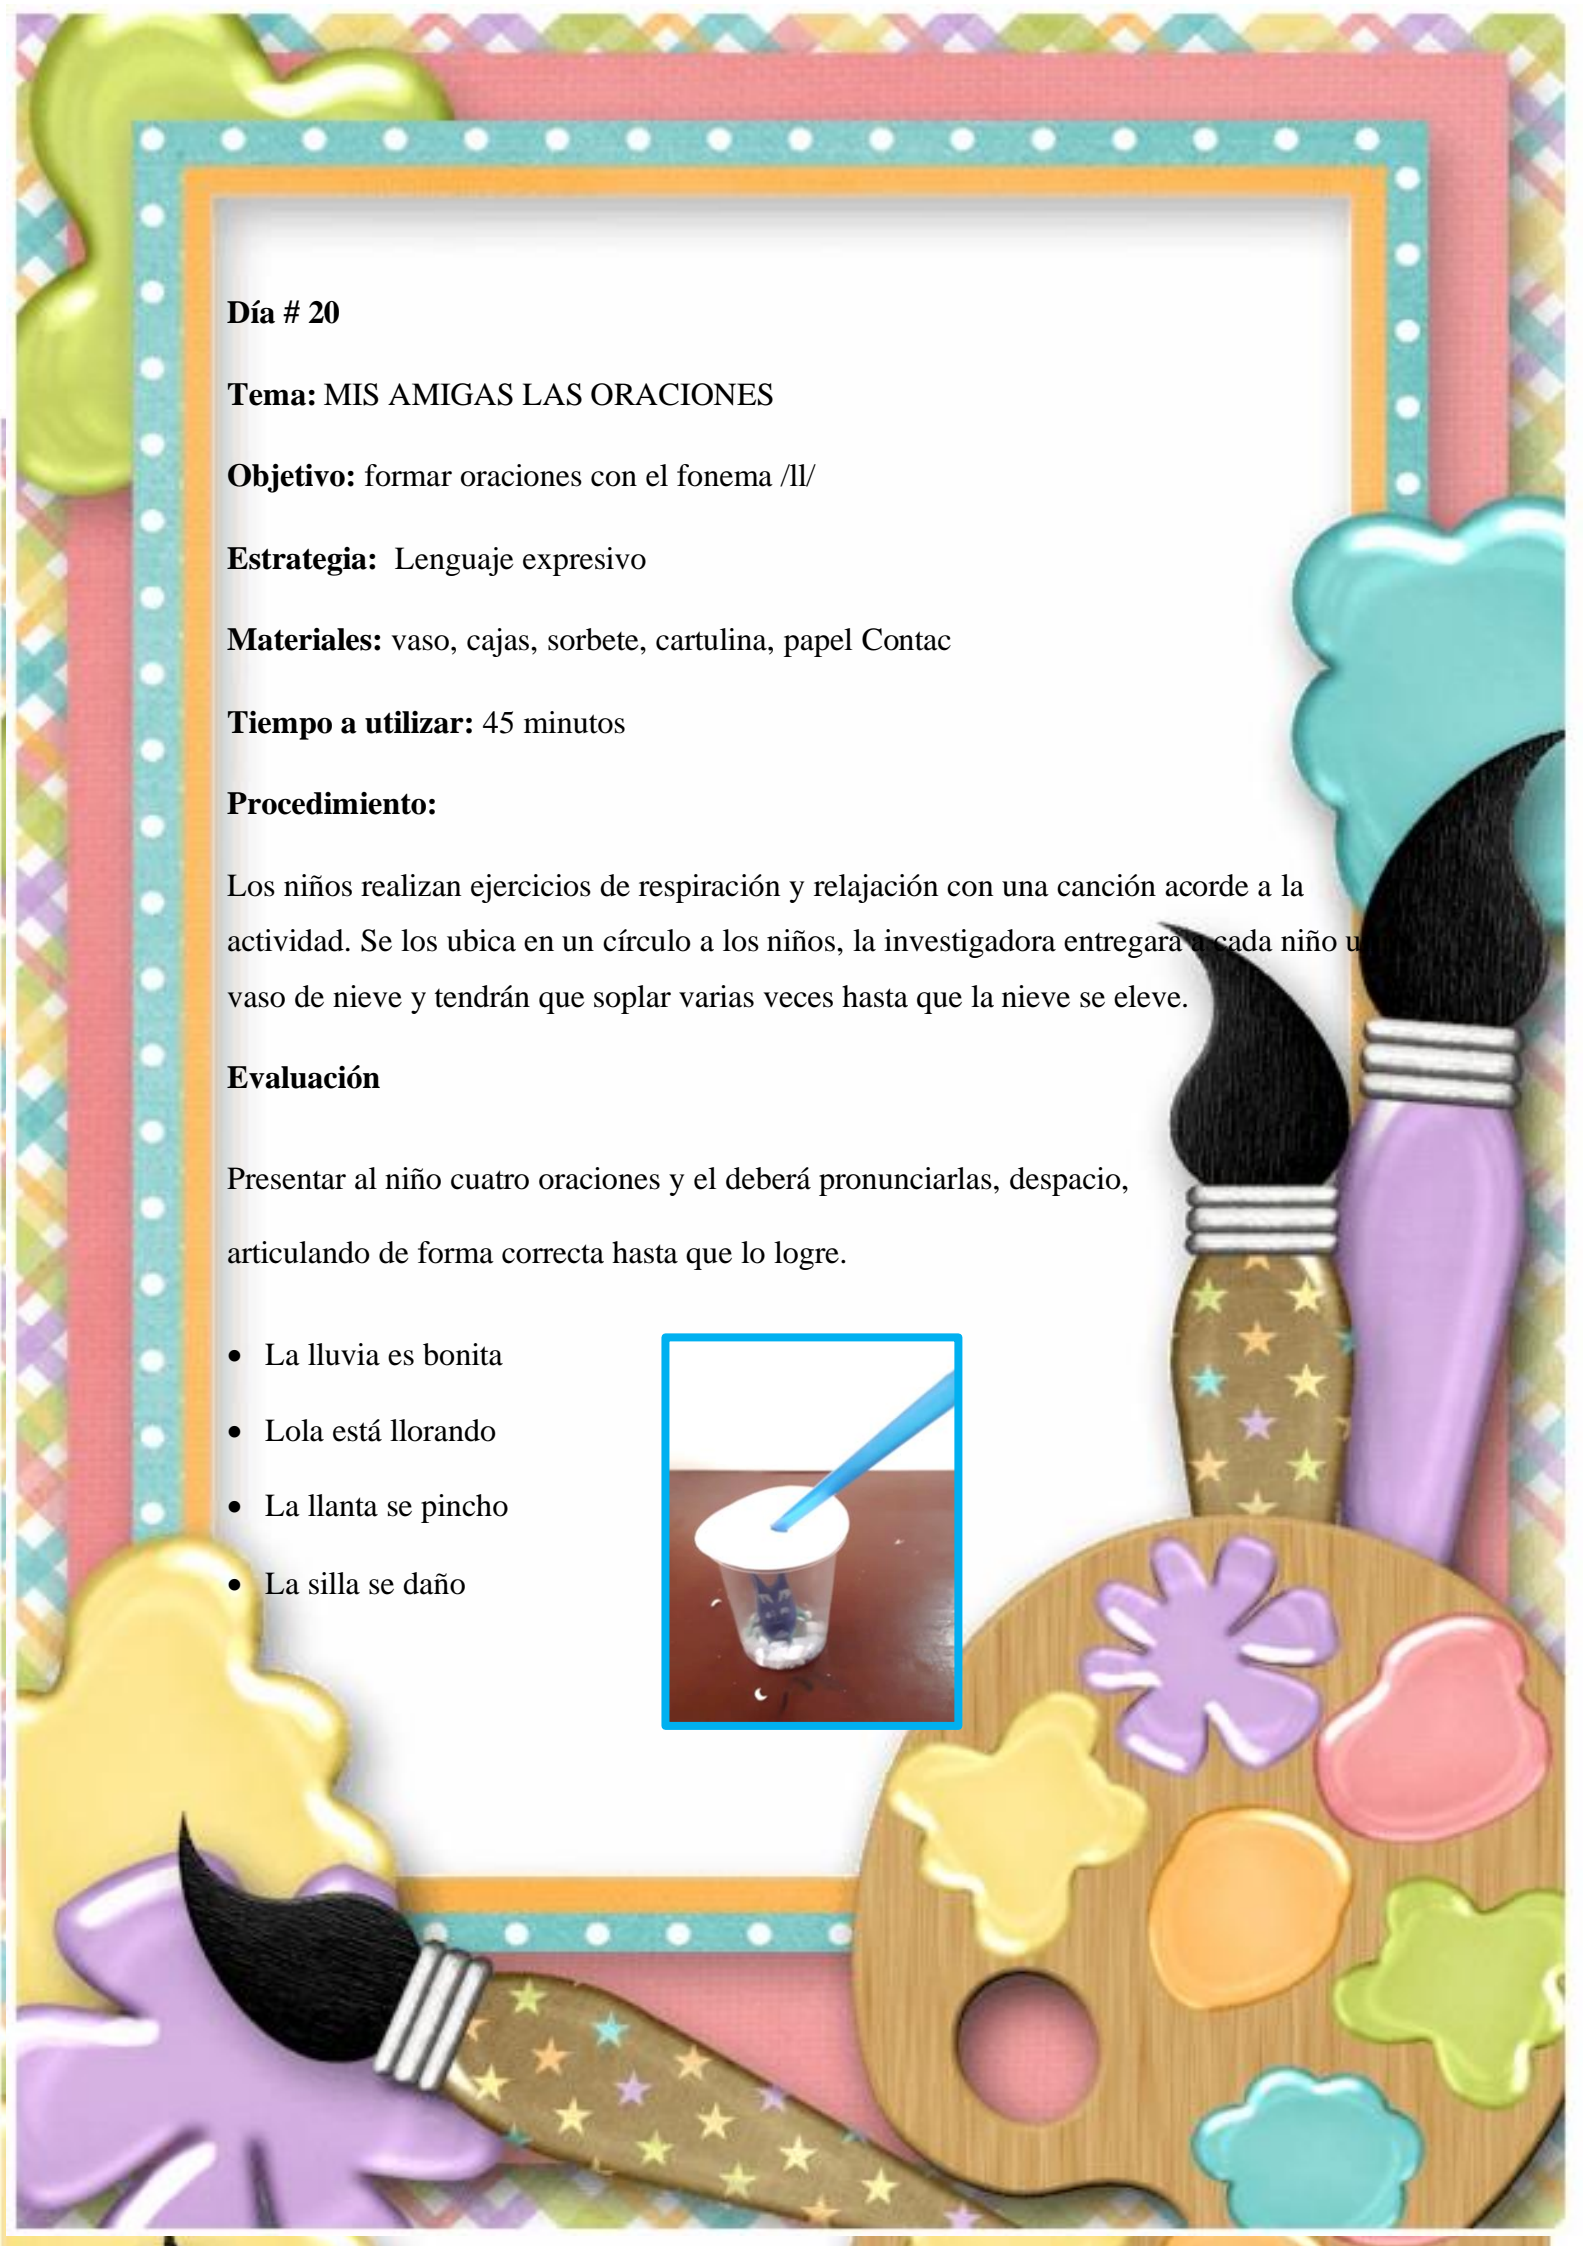 Día # 20
Tema: MIS AMIGAS LAS ORACIONES
Objetivo: formar oraciones con el fonema /ll/
Estrategia: Lenguaje expresivo
Materiales: vaso, cajas, sorbete, cartulina, papel Contac
Tiempo a utilizar: 45 minutos
Procedimiento:
Los niños realizan ejercicios de respiración y relajación con una canción acorde a la
actividad. Se los ubica en un círculo a los niños, la investigadora entregará a cada niño
vaso de nieve y tendrán que soplar varias veces hasta que la nieve se eleve.
Evaluación
Presentar al niño cuatro oraciones y el deberá pronunciarlas, despacio,
articulando de forma correcta hasta que lo logre.
• La lluvia es bonita
• Lola está llorando
• La llanta se pincho
• La silla se daño